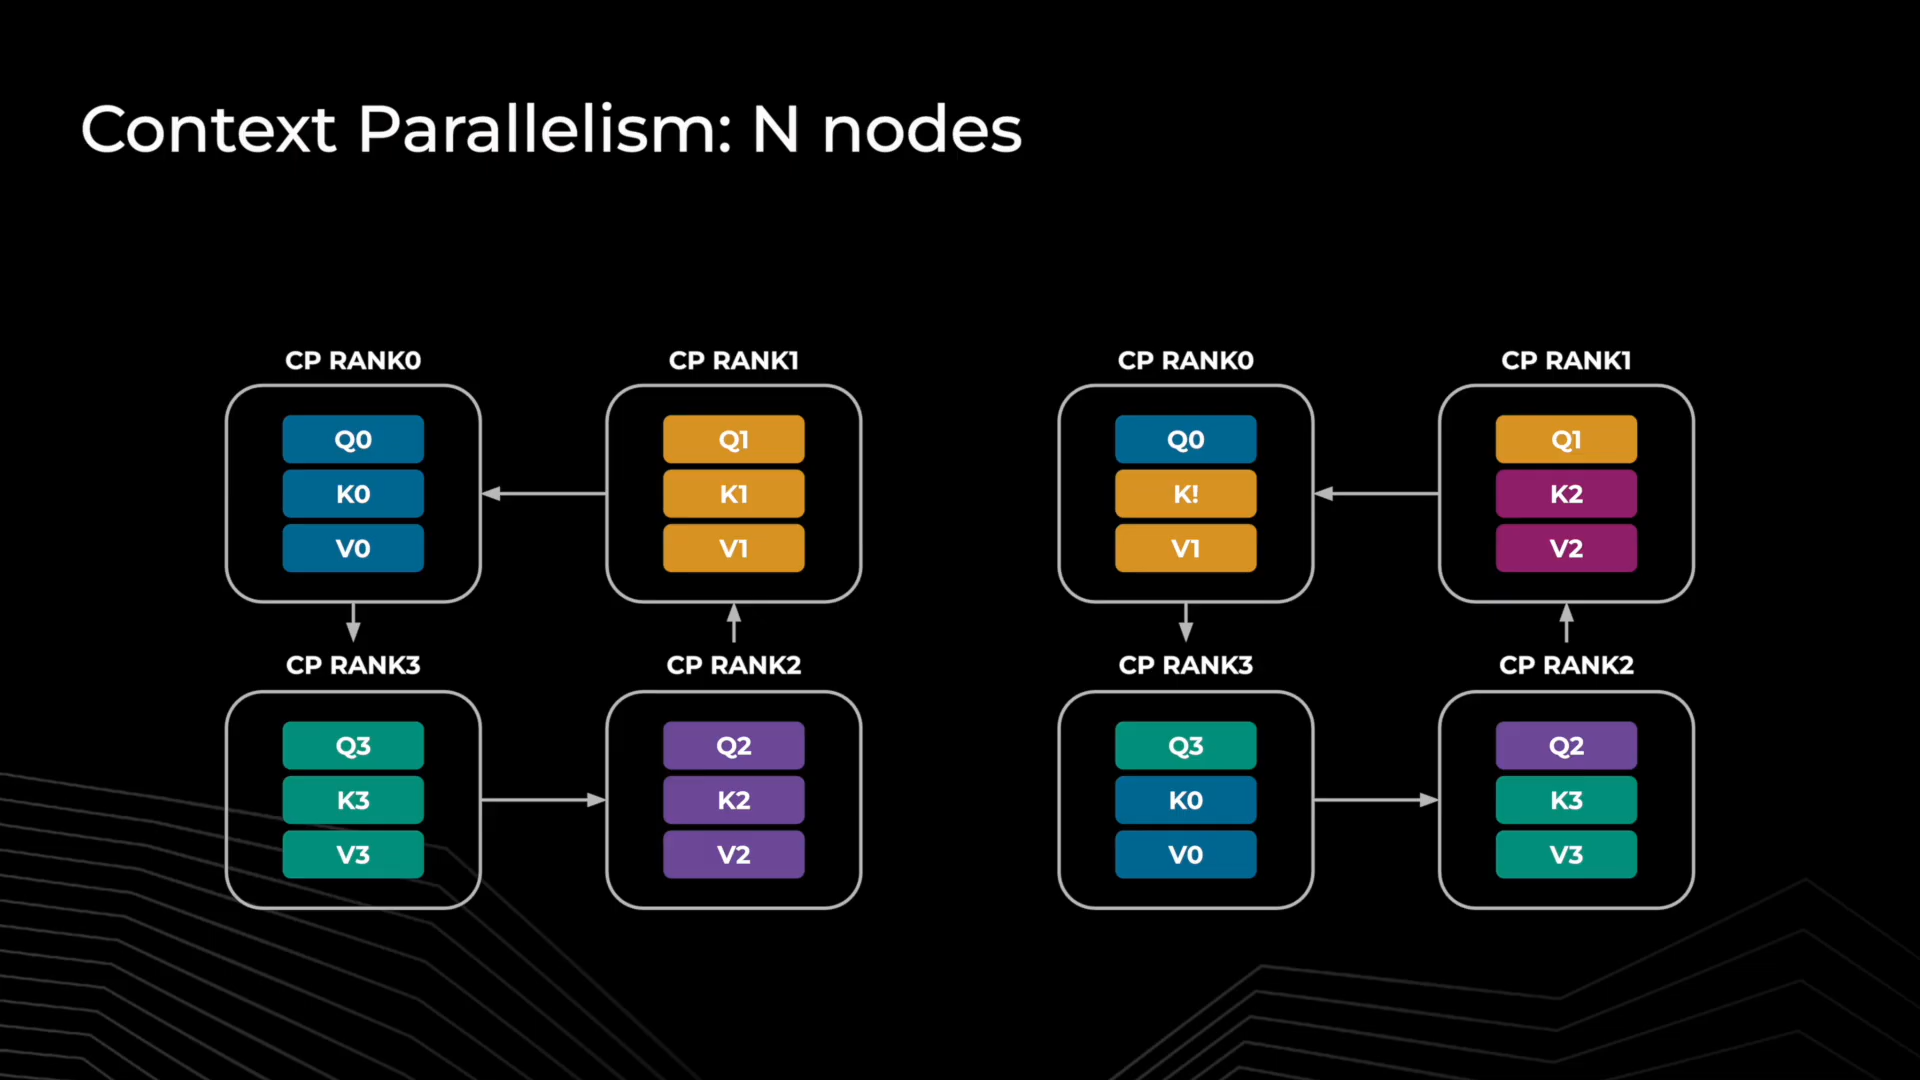 Context Parallelism: N nodes
CP RANK0
Q0
K0
V0
CP RANK1
Q1
K1
V1
CP RANK3
Q3
K3
V3
CP RANK2
Q2
K2
V2
CP RANK0
Q0
K!
V1
CP RANK1
Q1
K2
V2
CP RANK3
Q3
K0
V0
CP RANK2
Q2
K3
V3